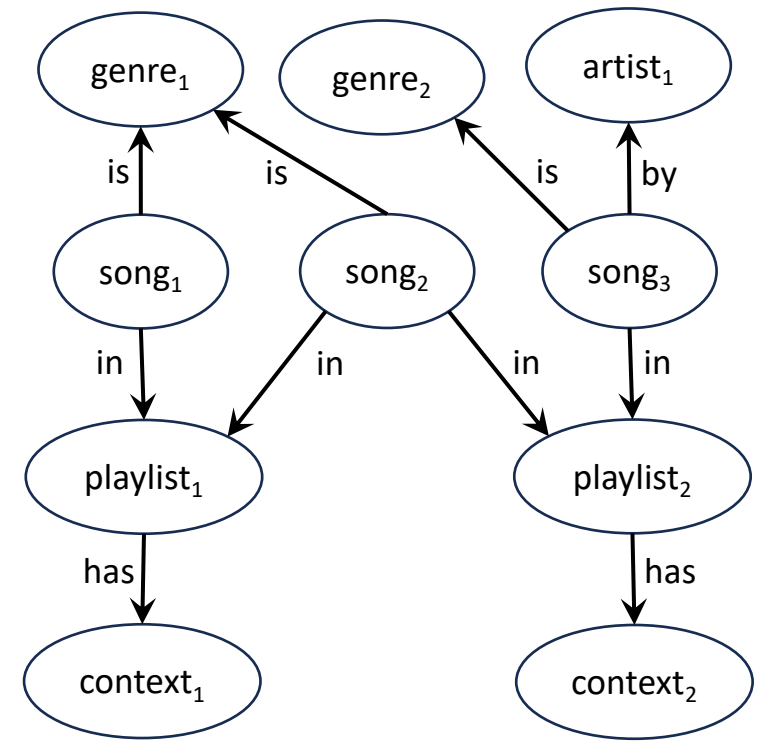 genre₁ genre₂ artist₁
is is is by
song₁ song₂ song₃
in in in in
playlist₁ playlist₂
has has
context₁ context₂